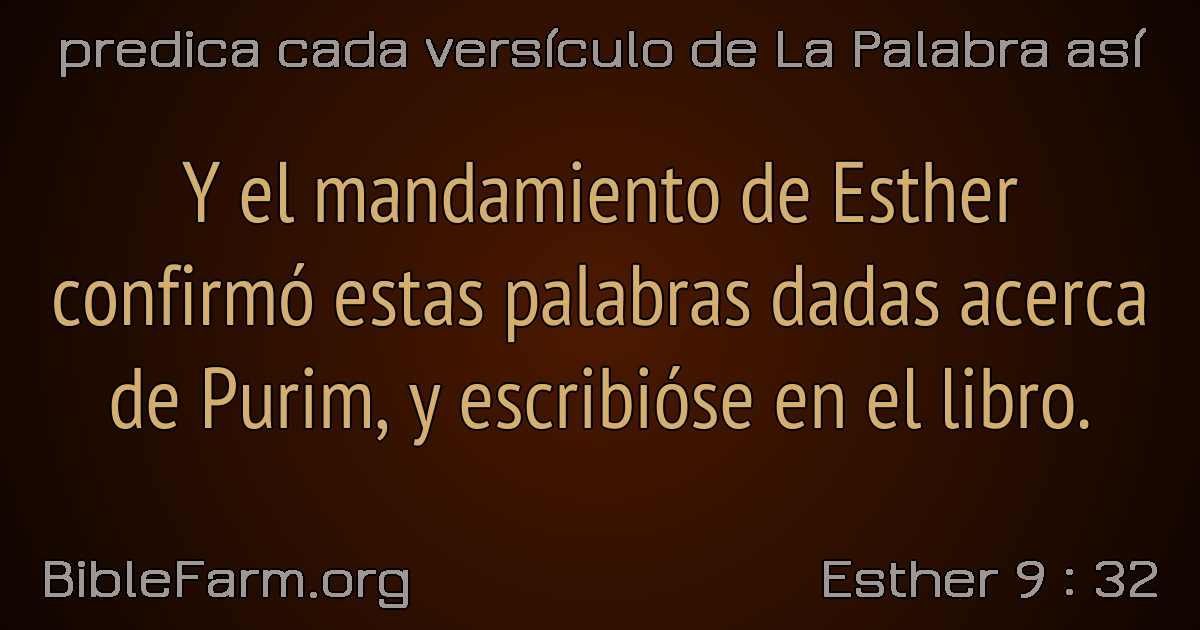 predica cada versículo de La Palabra así
Y el mandamiento de Esther
confirmó estas palabras dadas acerca
de Purim, y escribióse en el libro.
BibleFarm.org
Esther 9 : 32